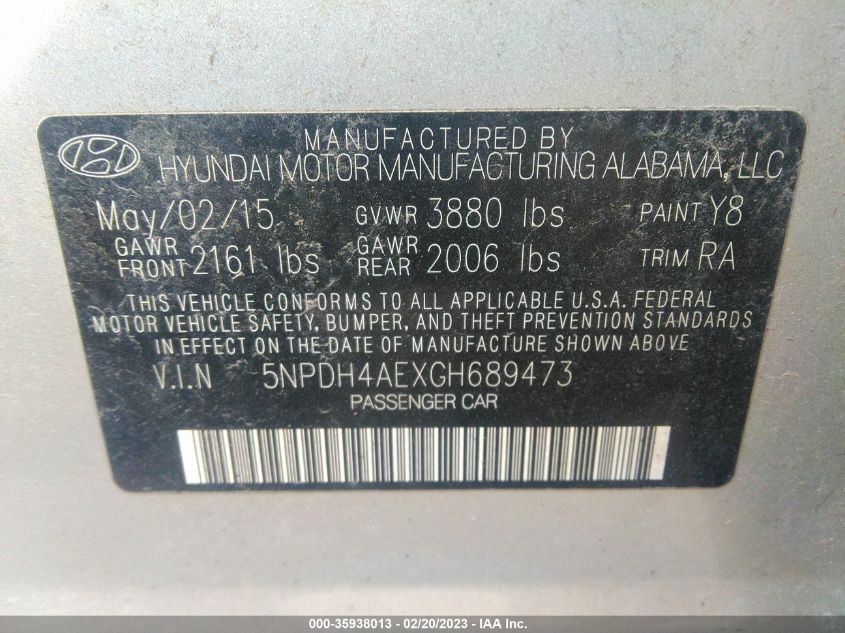 MANUFACTURED BY
HYUNDAI MOTOR MANUFACTURING ALABAMA, LLC
May/02/15 GVWR 3880 lbs PAINT Y8
GAWR FRONT 2161 lbs GAWR REAR 2006 lbs TRIM RA
THIS VEHICLE CONFORMS TO ALL APPLICABLE U.S.A. FEDERAL
MOTOR VEHICLE SAFETY, BUMPER, AND THEFT PREVENTION STANDARDS
IN EFFECT ON THE DATE OF MANUFACTURE SHOWN ABOVE
V.I.N 5NPDH4AEXGH689473
PASSENGER CAR
000-35938013 - 02/20/2023 - IAA Inc.